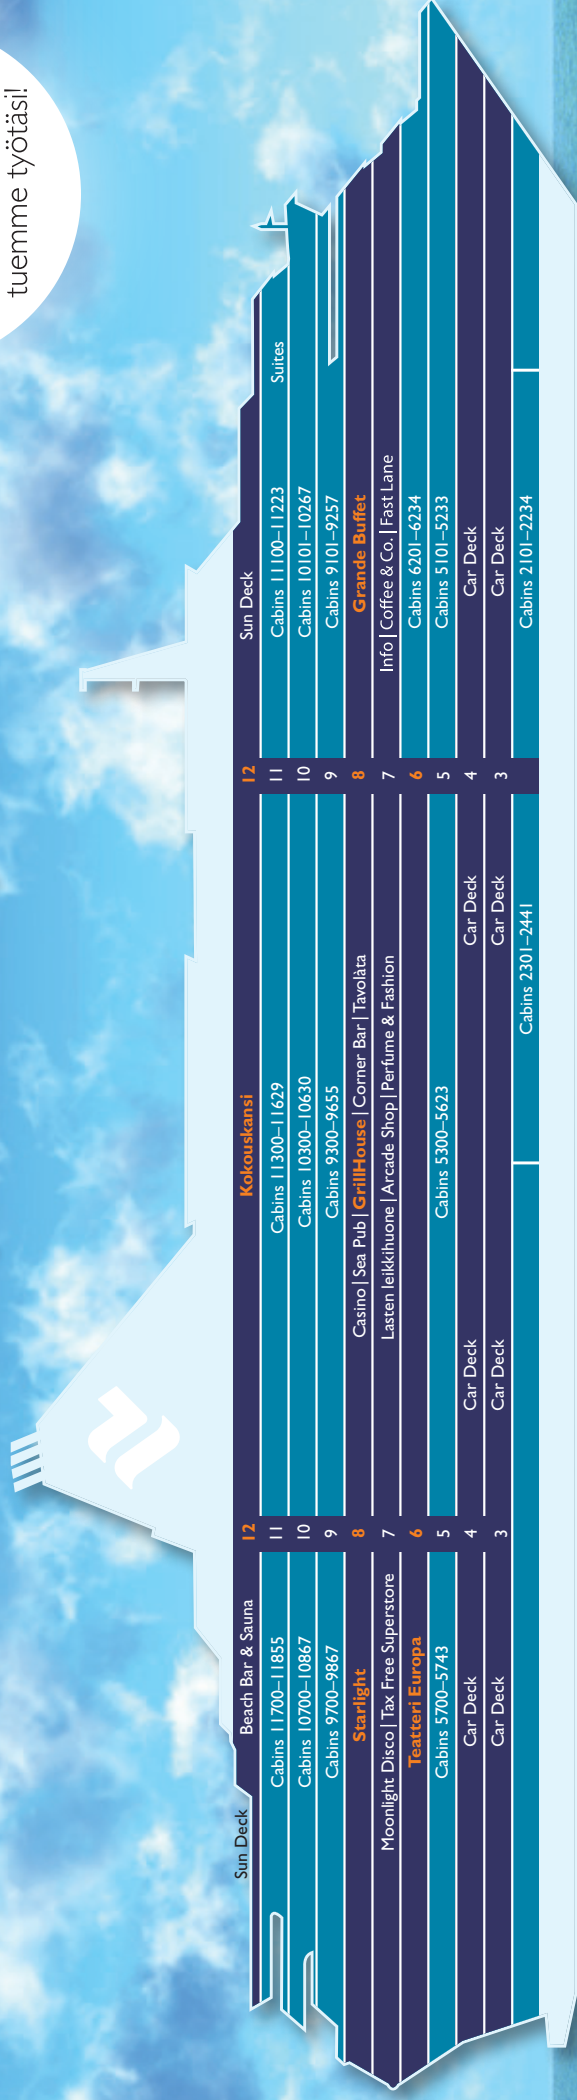 tuemme työtäsi!
Sun Deck
Beach Bar & Sauna
12
Kokouskansi
12
Sun Deck
Cabins 11700–11855
11
Cabins 11300–11629
11
Cabins 11100–11223
Suites
Cabins 10700–10867
10
Cabins 10300–10630
10
Cabins 10101–10267
Cabins 9700–9867
9
Cabins 9300–9655
9
Cabins 9101–9257
Starlight
8
Casino | Sea Pub | GrillHouse | Corner Bar | Tavolàta
8
Grande Buffet
Moonlight Disco | Tax Free Superstore
7
Lasten leikkihuone | Arcade Shop | Perfume & Fashion
7
Info | Coffee & Co. | Fast Lane
Teatteri Europa
6
6
Cabins 6201–6234
Cabins 5700–5743
5
Cabins 5300–5623
5
Cabins 5101–5233
Car Deck
4
Car Deck
Car Deck
4
Car Deck
Car Deck
3
Car Deck
Car Deck
3
Car Deck
Cabins 2301–2441
Cabins 2101–2234